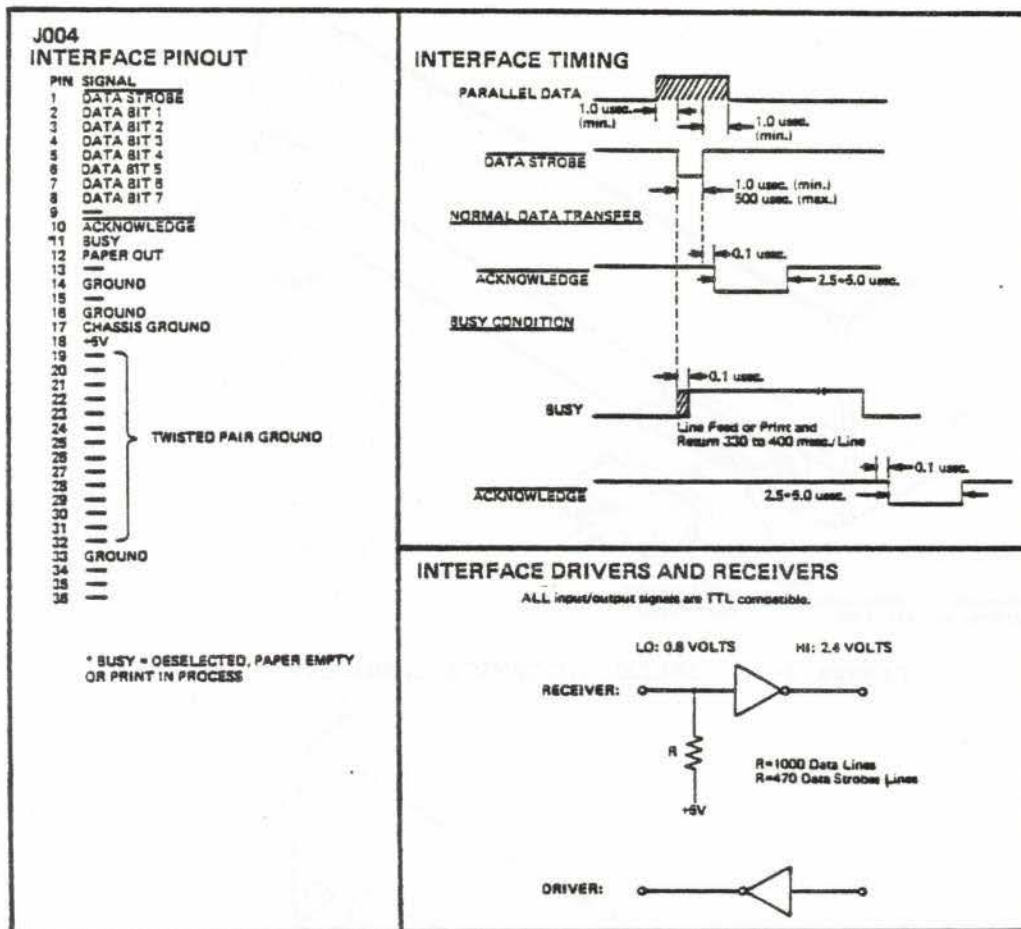 J004
INTERFACE PINOUT
PIN SIGNAL
1 DATA STROBE
2 DATA BIT 1
3 DATA BIT 2
4 DATA BIT 3
5 DATA BIT 4
6 DATA BIT 5
7 DATA BIT 6
8 DATA BIT 7
9 —
10 ACKNOWLEDGE
*11 BUSY
12 PAPER OUT
13 —
14 GROUND
15 —
16 GROUND
17 CHASSIS GROUND
18 +5V
19 —
20 —
21 —
22 —
23 —
24 —
25 —
26 —
27 —
28 —
29 —
30 —
31 —
32 —
TWISTED PAIR GROUND
33 GROUND
34 —
35 —
36 —
* BUSY = DESELECTED, PAPER EMPTY
OR PRINT IN PROCESS
INTERFACE TIMING
PARALLEL DATA
1.0 usec.
(min.)
1.0 usec.
(min.)
DATA STROBE
1.0 usec. (min.)
500 usec. (max.)
NORMAL DATA TRANSFER
0.1 usec.
ACKNOWLEDGE
2.5-5.0 usec.
BUSY CONDITION
0.1 usec.
BUSY
Line Feed or Print and
Return 330 to 400 msec./Line
0.1 usec.
ACKNOWLEDGE
2.5-5.0 usec.
INTERFACE DRIVERS AND RECEIVERS
ALL input/output signals are TTL compatible.
LO: 0.8 VOLTS HI: 2.4 VOLTS
RECEIVER:
R
R=1000 Data Lines
R=470 Data Strobes Lines
+5V
DRIVER: